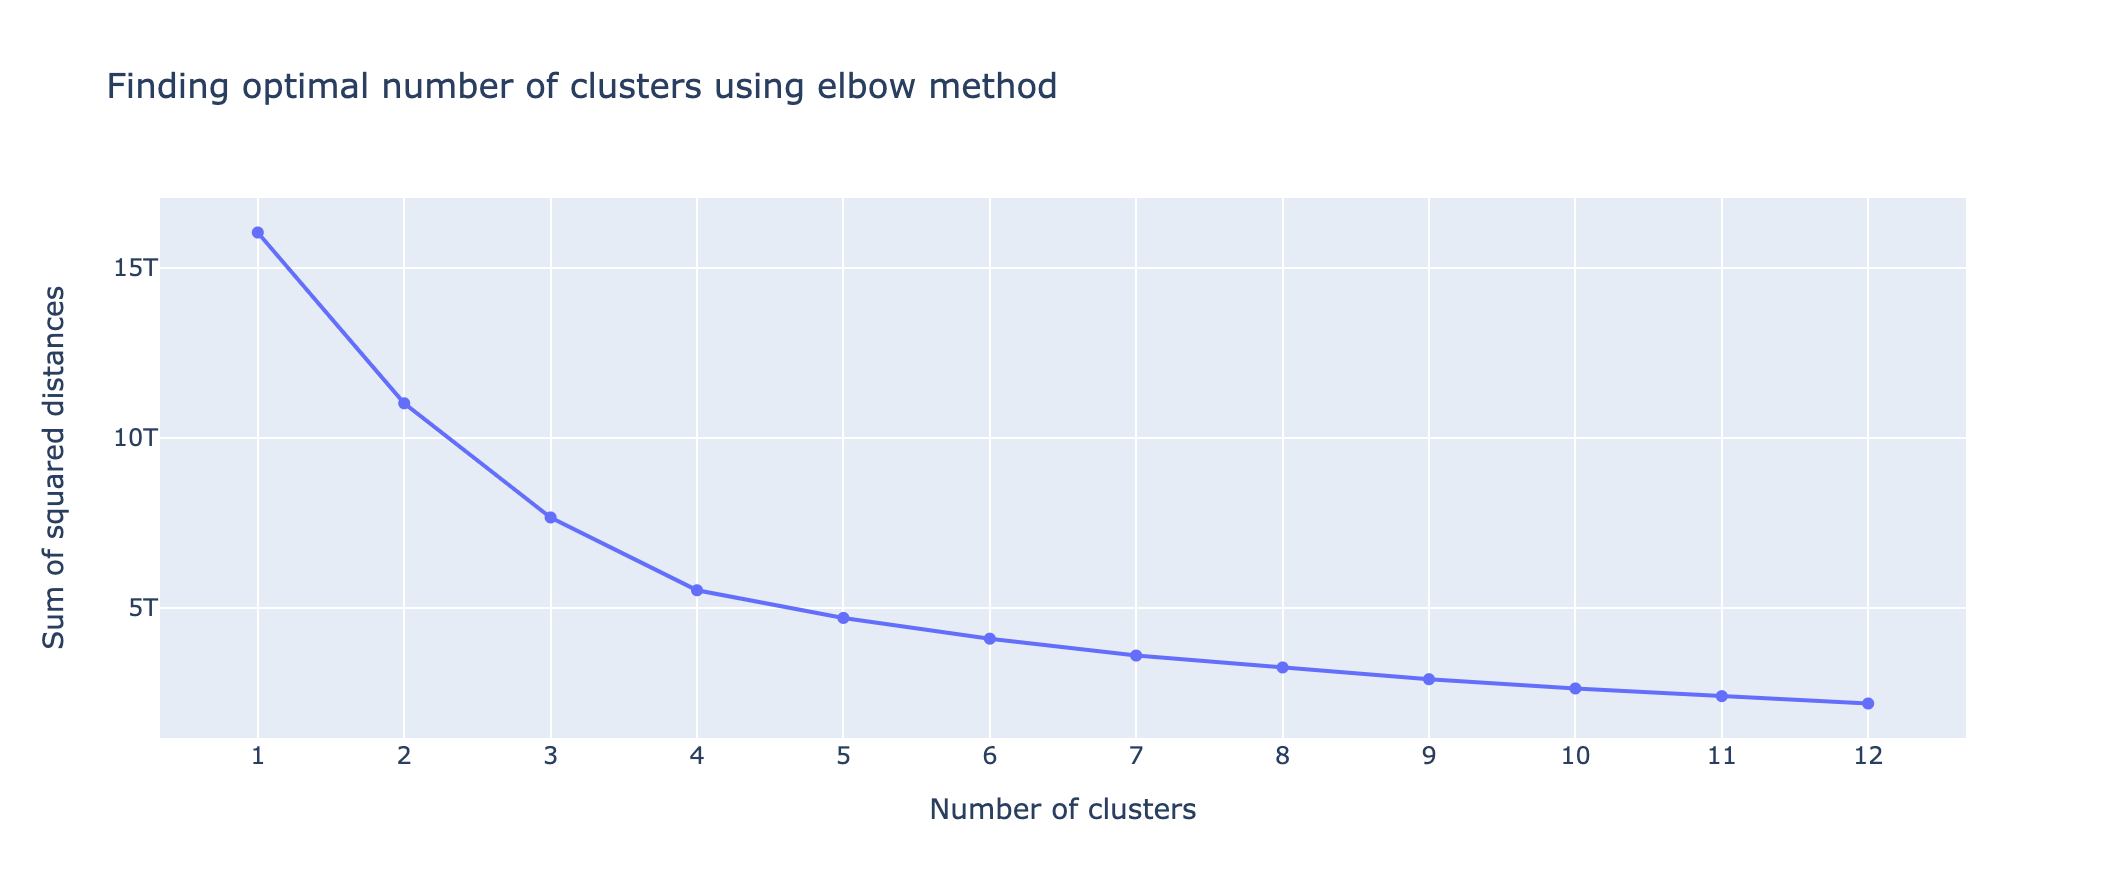 Finding optimal number of clusters using elbow method
Sum of squared distances
15T
10T
5T
1 2 3 4 5 6 7 8 9 10 11 12
Number of clusters